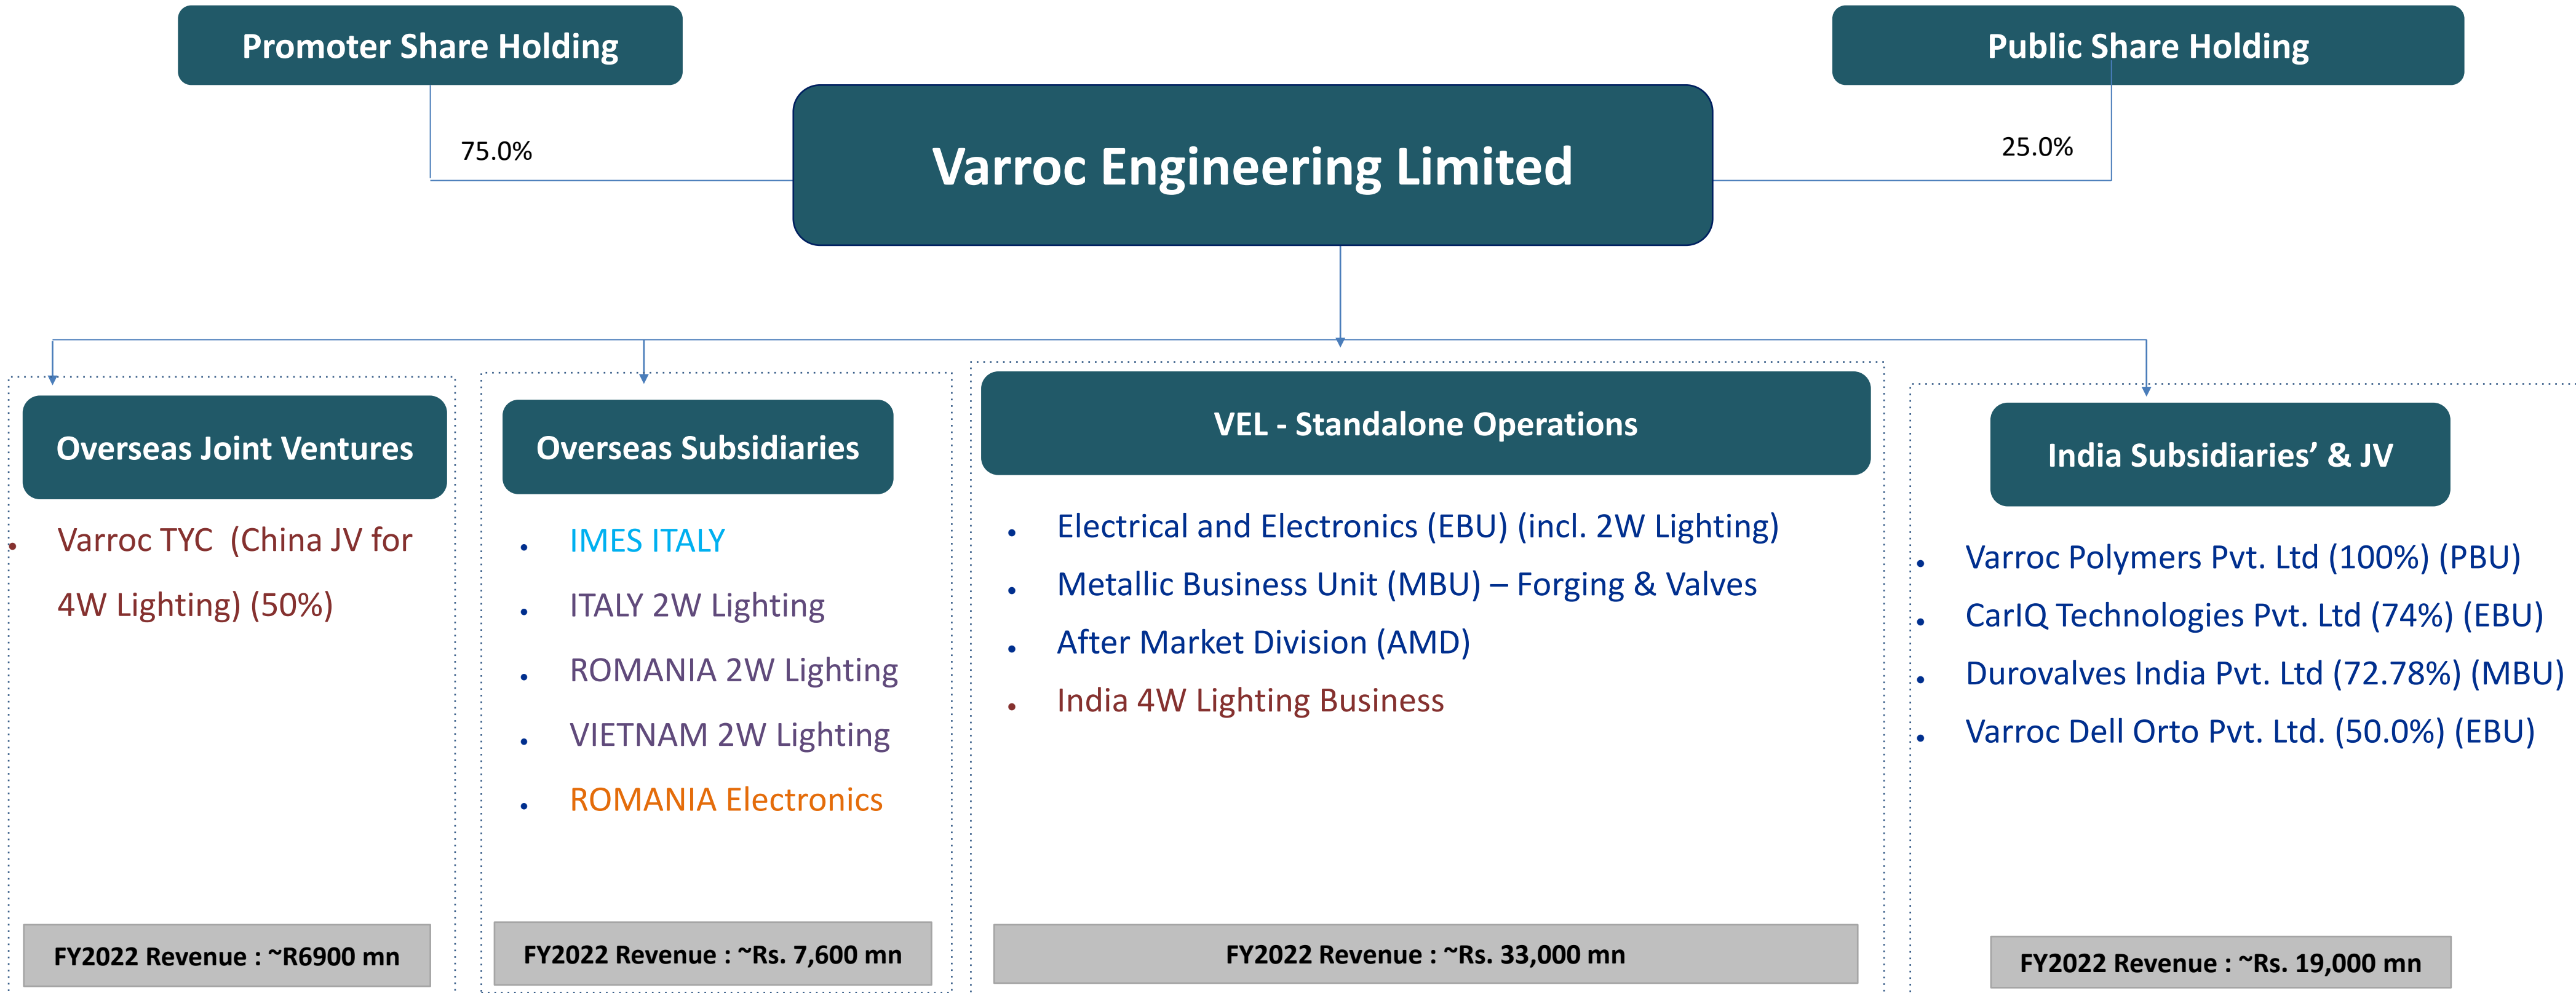 Promoter Share Holding
Public Share Holding
75.0%
Varroc Engineering Limited
25.0%
Overseas Joint Ventures
• Varroc TYC (China JV for
4W Lighting) (50%)
FY2022 Revenue : ~R6900 mn
Overseas Subsidiaries
• IMES ITALY
• ITALY 2W Lighting
• ROMANIA 2W Lighting
• VIETNAM 2W Lighting
• ROMANIA Electronics
FY2022 Revenue : ~Rs. 7,600 mn
VEL - Standalone Operations
• Electrical and Electronics (EBU) (incl. 2W Lighting)
• Metallic Business Unit (MBU) – Forging & Valves
• After Market Division (AMD)
• India 4W Lighting Business
FY2022 Revenue : ~Rs. 33,000 mn
India Subsidiaries’ & JV
• Varroc Polymers Pvt. Ltd (100%) (PBU)
• CarIQ Technologies Pvt. Ltd (74%) (EBU)
• Durovalves India Pvt. Ltd (72.78%) (MBU)
• Varroc Dell Orto Pvt. Ltd. (50.0%) (EBU)
FY2022 Revenue : ~Rs. 19,000 mn